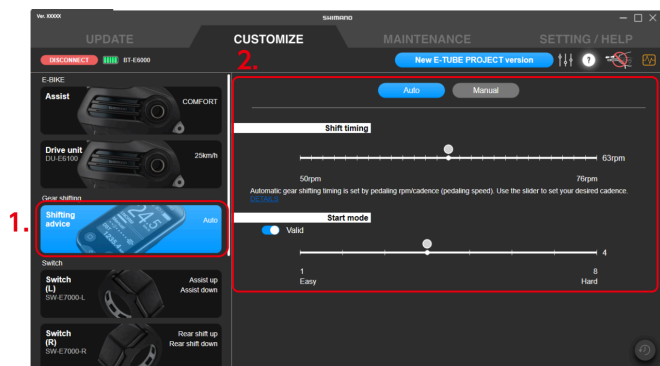 Ver. XXXXX
SHIMANO
UPDATE
CUSTOMIZE
MAINTENANCE
SETTING / HELP
DISCONNECT
BT-E6000
2.
New E-TUBE PROJECT version
?
E-BIKE
Assist
COMFORT
Drive unit
DU-E6100
25km/h
Gear shifting
1.
Shifting
advice
Auto
Switch
Switch
(L)
SW-E7000-L
Assist up
Assist down
Switch
(R)
SW-E7000-R
Rear shift up
Rear shift down
Auto
Manual
Shift timing
63rpm
50rpm
76rpm
Automatic gear shifting timing is set by pedaling rpm/cadence (pedaling speed). Use the slider to set your desired cadence.
DETAILS
Start mode
Valid
4
1
8
Easy
Hard